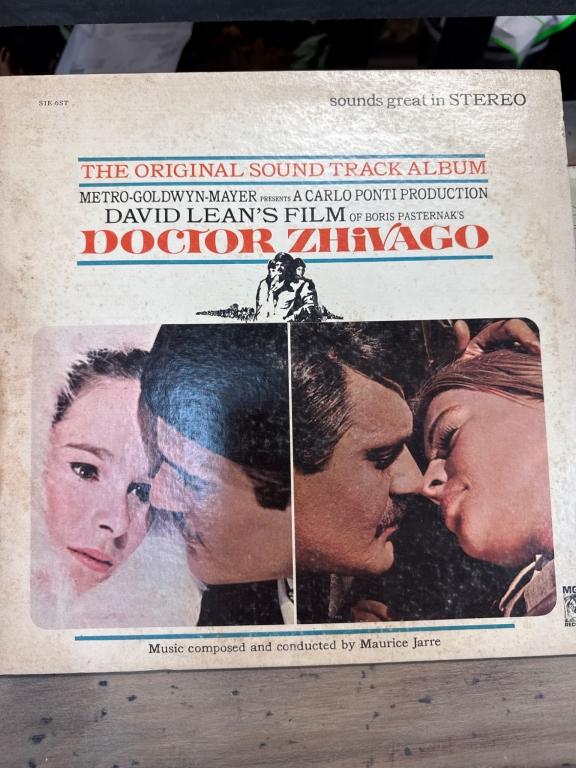 S1E-6ST
sounds great in STEREO
THE ORIGINAL SOUND TRACK ALBUM
METRO-GOLDWYN-MAYER PRESENTS A CARLO PONTI PRODUCTION
DAVID LEAN'S FILM OF BORIS PASTERNAK'S
DOCTOR ZHiVAGO
Music composed and conducted by Maurice Jarre